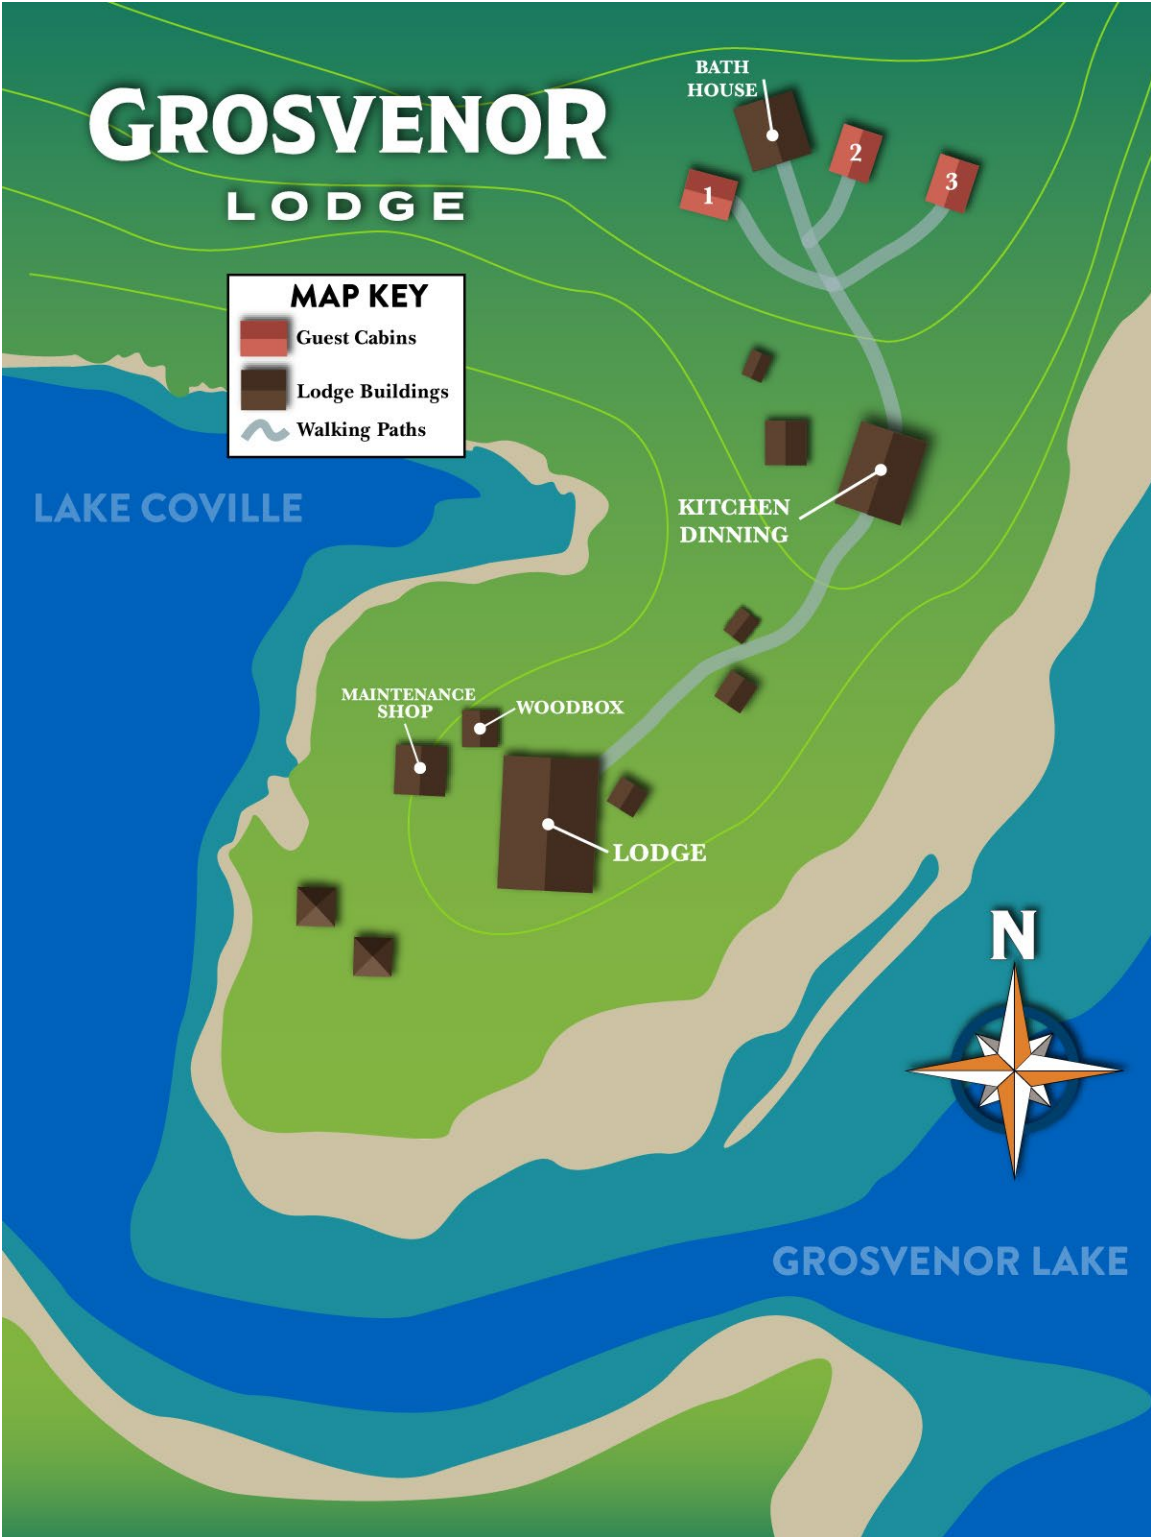 GROSVENOR
LODGE
BATH
HOUSE
1
2
3
MAP KEY
Guest Cabins
Lodge Buildings
Walking Paths
LAKE COVILLE
KITCHEN
DINNING
MAINTENANCE
SHOP
WOODBOX
LODGE
N
GROSVENOR LAKE